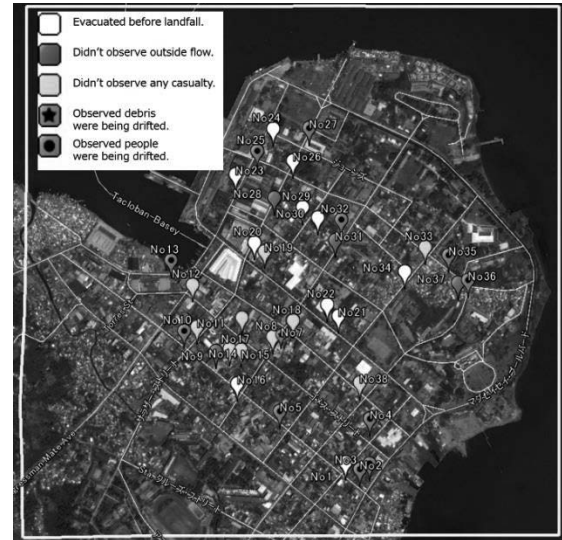 Evacuated before landfall.
Didn't observe outside flow.
Didn't observe any casualty.
Observed debris
were being drifted.
Observed people
were being drifted.
No24
No27
No25
No26
No23
No28
No29
No30
No32
No31
Tacloban-Basey
No20
No19
No33
No35
No13
No34
No37
No36
No12
No22
No21
No10
No11
No18
No8
No7
No9
No17
No14
No15
No16
No38
No5
No4
No3
No1
No2